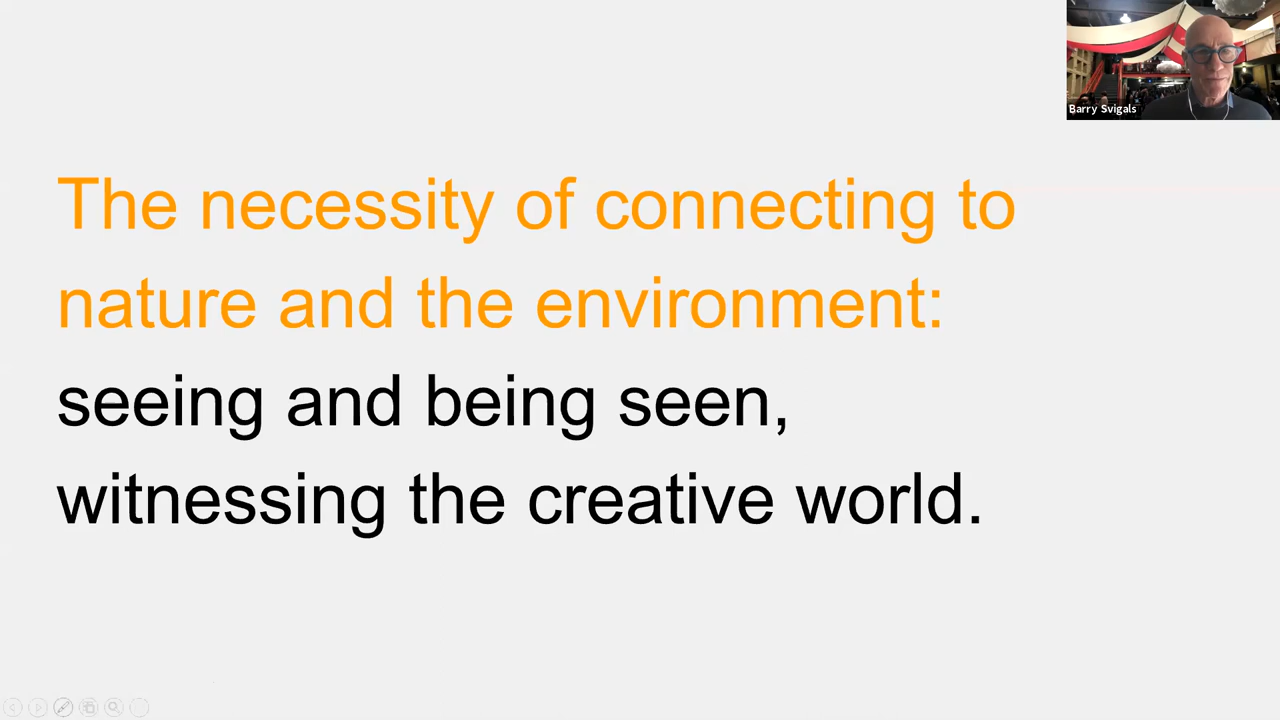 Barry Svigals
The necessity of connecting to
nature and the environment:
seeing and being seen,
witnessing the creative world.